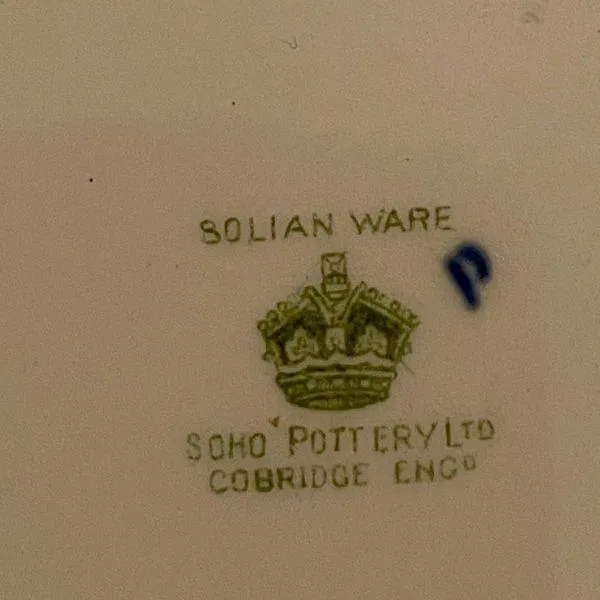 SOLIAN WARE
P
SOHO POTTERY LTD
COBRIDGE ENGD